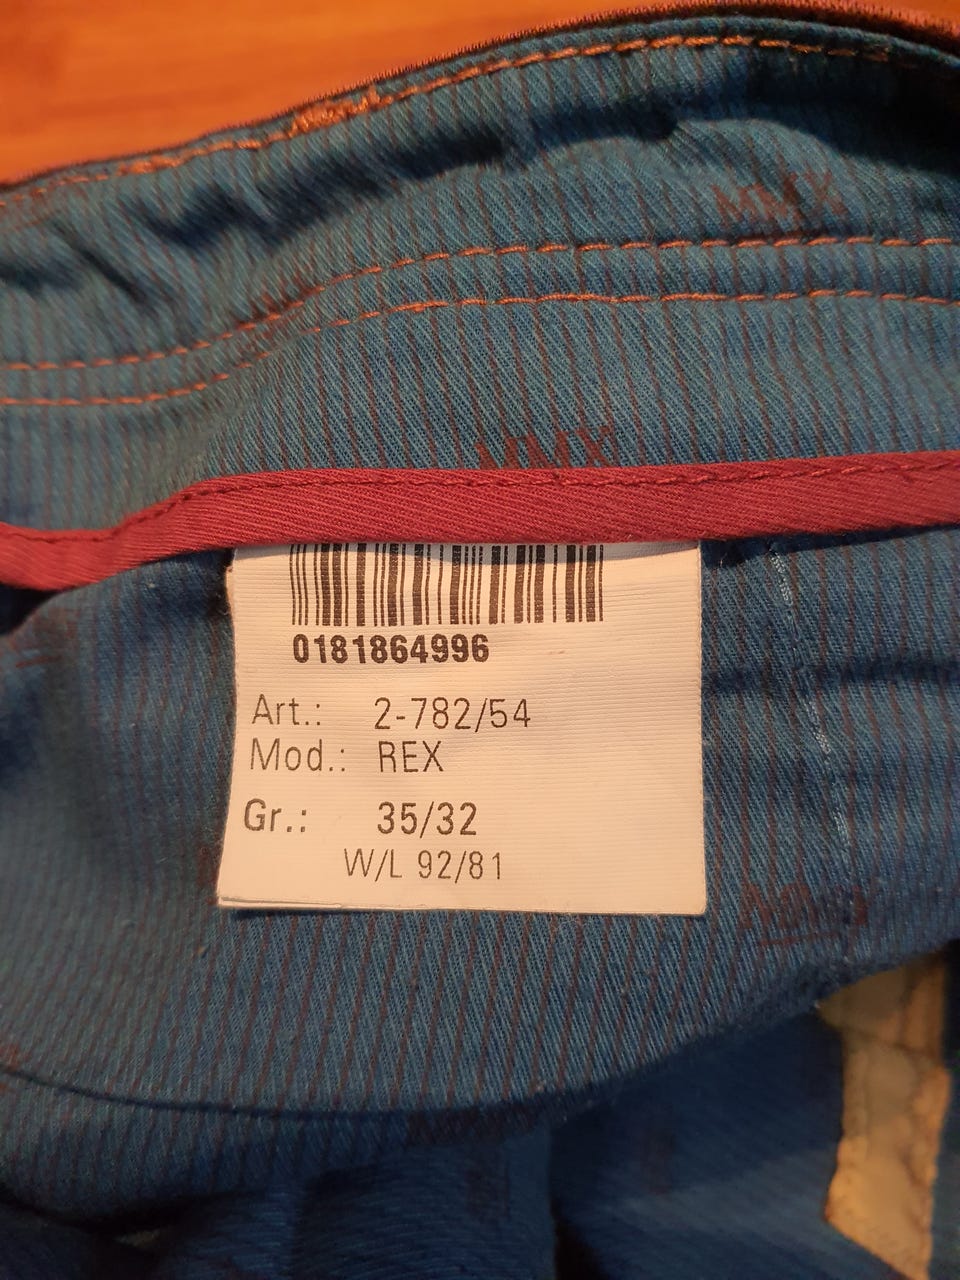 MMX
MMX
0181864996
Art.: 2-782/54
Mod.: REX
Gr.: 35/32
W/L 92/81